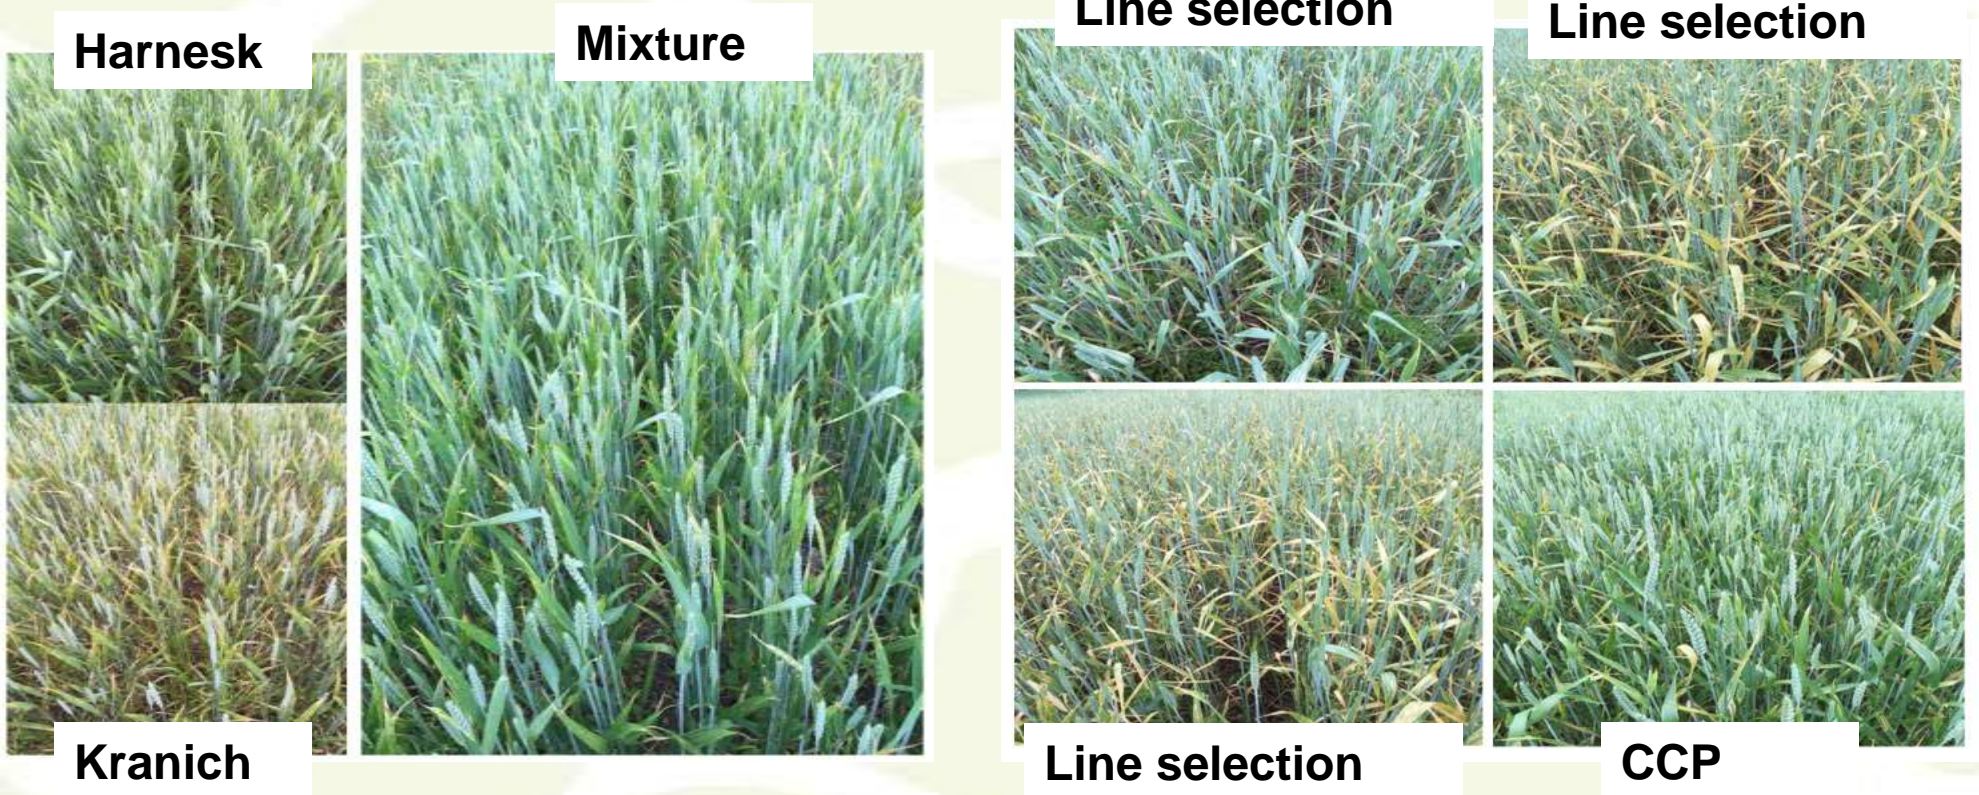 Harnesk
Mixture
Kranich
Line selection
Line selection
Line selection
CCP